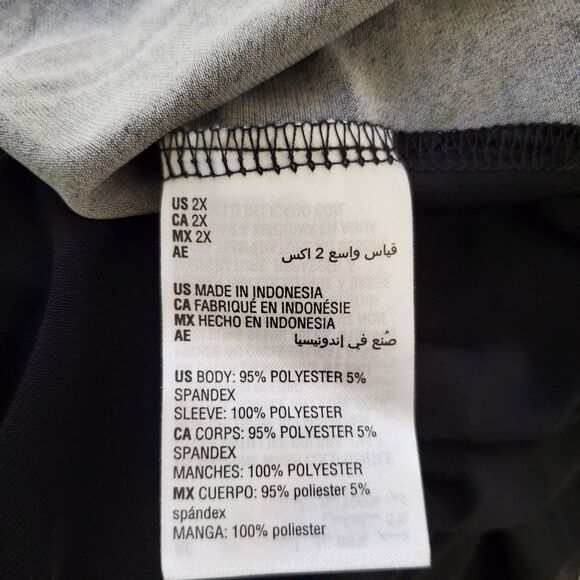 US 2X
CA 2X
MX 2X
AE قياس واسع 2 اكس
US MADE IN INDONESIA
CA FABRIQUÉ EN INDONÉSIE
MX HECHO EN INDONESIA
AE صُنع في إندونيسيا
US BODY: 95% POLYESTER 5%
SPANDEX
SLEEVE: 100% POLYESTER
CA CORPS: 95% POLYESTER 5%
SPANDEX
MANCHES: 100% POLYESTER
MX CUERPO: 95% poliester 5%
spández
MANGA: 100% poliester